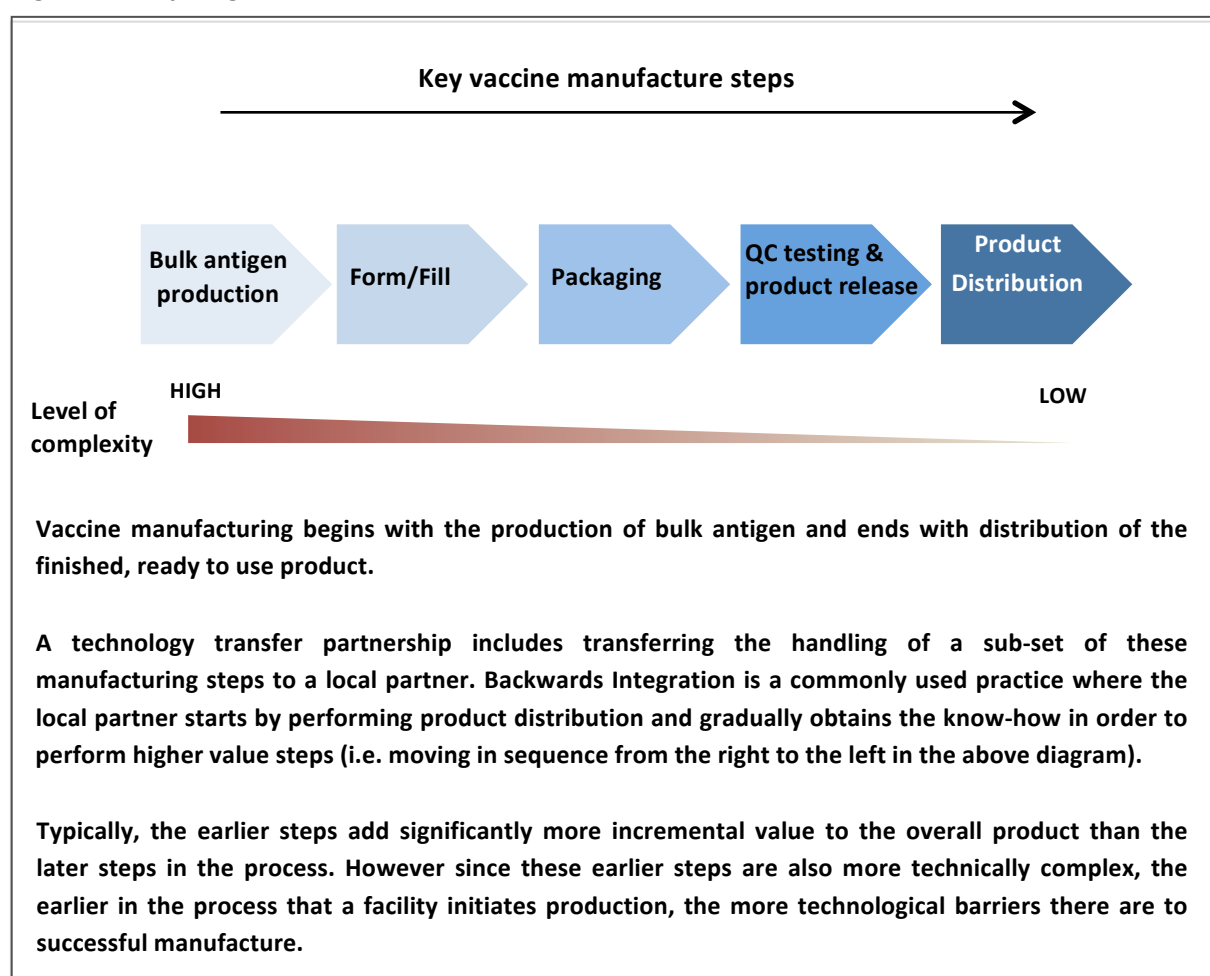 Key vaccine manufacture steps
Bulk antigen
production
Form/Fill
Packaging
QC testing &
product release
Product
Distribution
HIGH
LOW
Level of
complexity
Vaccine manufacturing begins with the production of bulk antigen and ends with distribution of the
finished, ready to use product.
A technology transfer partnership includes transferring the handling of a sub-set of these
manufacturing steps to a local partner. Backwards Integration is a commonly used practice where the
local partner starts by performing product distribution and gradually obtains the know-how in order to
perform higher value steps (i.e. moving in sequence from the right to the left in the above diagram).
Typically, the earlier steps add significantly more incremental value to the overall product than the
later steps in the process. However since these earlier steps are also more technically complex, the
earlier in the process that a facility initiates production, the more technological barriers there are to
successful manufacture.